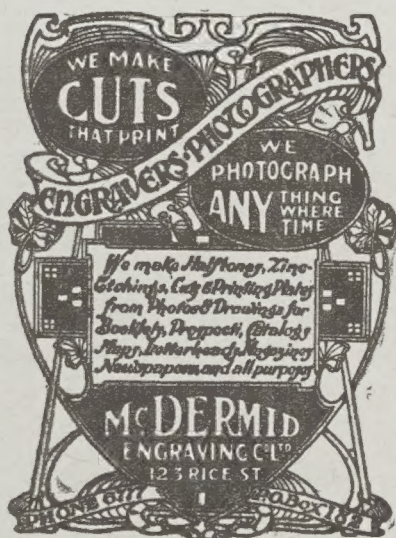 WE MAKE
CUTS
THAT PRINT
ENGRAVERS·PHOTOGRAPHERS
WE
PHOTOGRAPH
ANY THING
WHERE
TIME
We make Halftones, Zinc-
Etchings, Cuts & Printing Plates
from Photos & Drawings for
Booklets, Prospecti, Catalogs
Maps, Letterheads, Magazines
Newspapers, and all purposes
McDERMID
ENGRAVING Co LTD
123 RICE ST
PHONE 6777
P.O. BOX